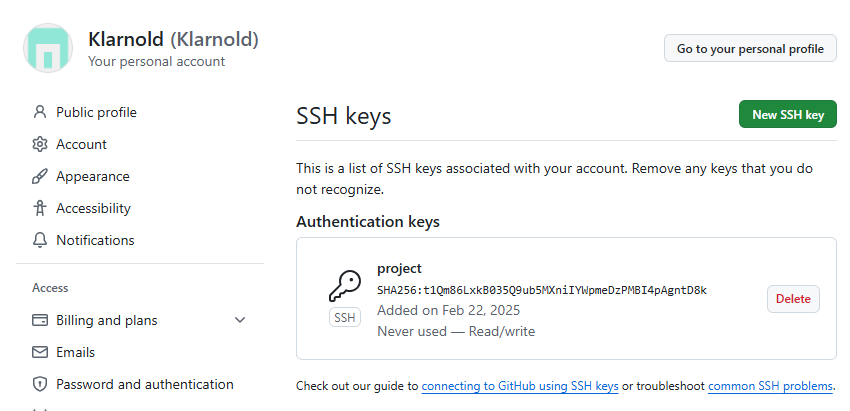 Klarnold (Klarnold)
Your personal account
Go to your personal profile
Public profile
Account
Appearance
Accessibility
Notifications
Access
Billing and plans
Emails
Password and authentication
SSH keys
New SSH key
This is a list of SSH keys associated with your account. Remove any keys that you do
not recognize.
Authentication keys
project
SHA256:t1Qm86LxkB035Q9ub5MXniIYWpmeDzPMBI4pAgntD8k
Added on Feb 22, 2025
Never used — Read/write
SSH
Delete
Check out our guide to connecting to GitHub using SSH keys or troubleshoot common SSH problems.